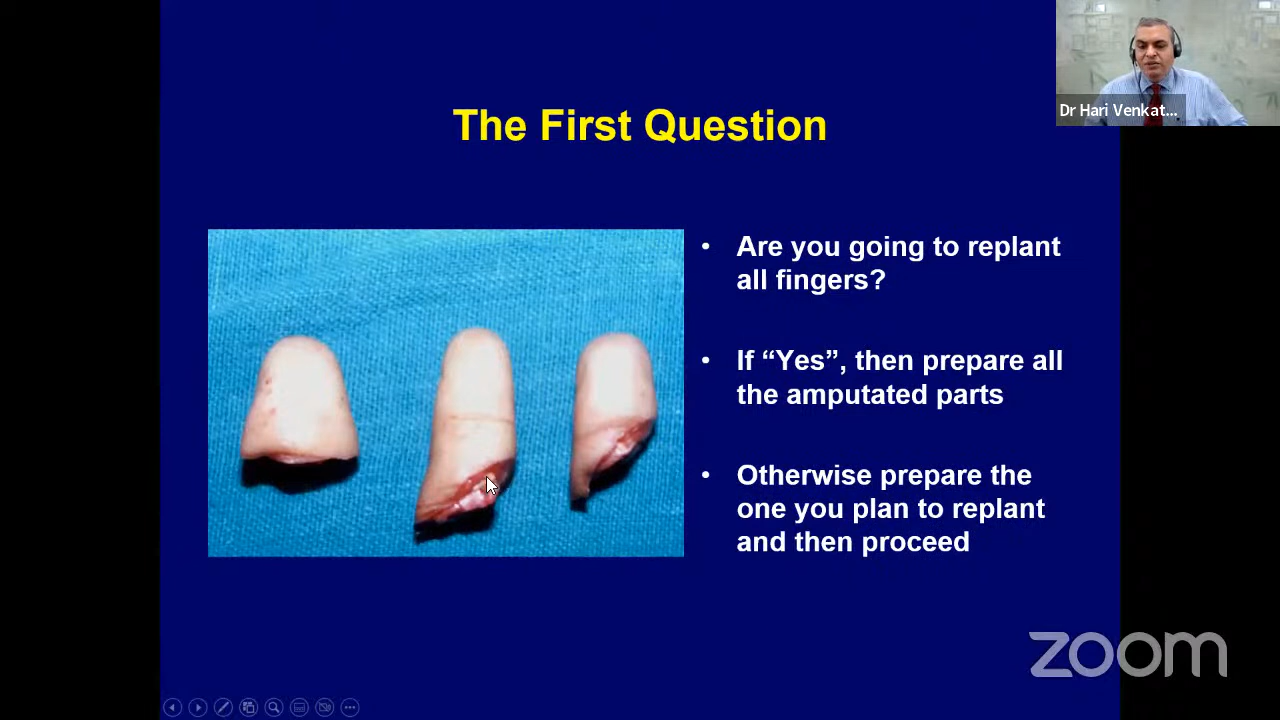 Dr Hari Venkat...
The First Question
• Are you going to replant
all fingers?
• If “Yes”, then prepare all
the amputated parts
• Otherwise prepare the
one you plan to replant
and then proceed
zoom